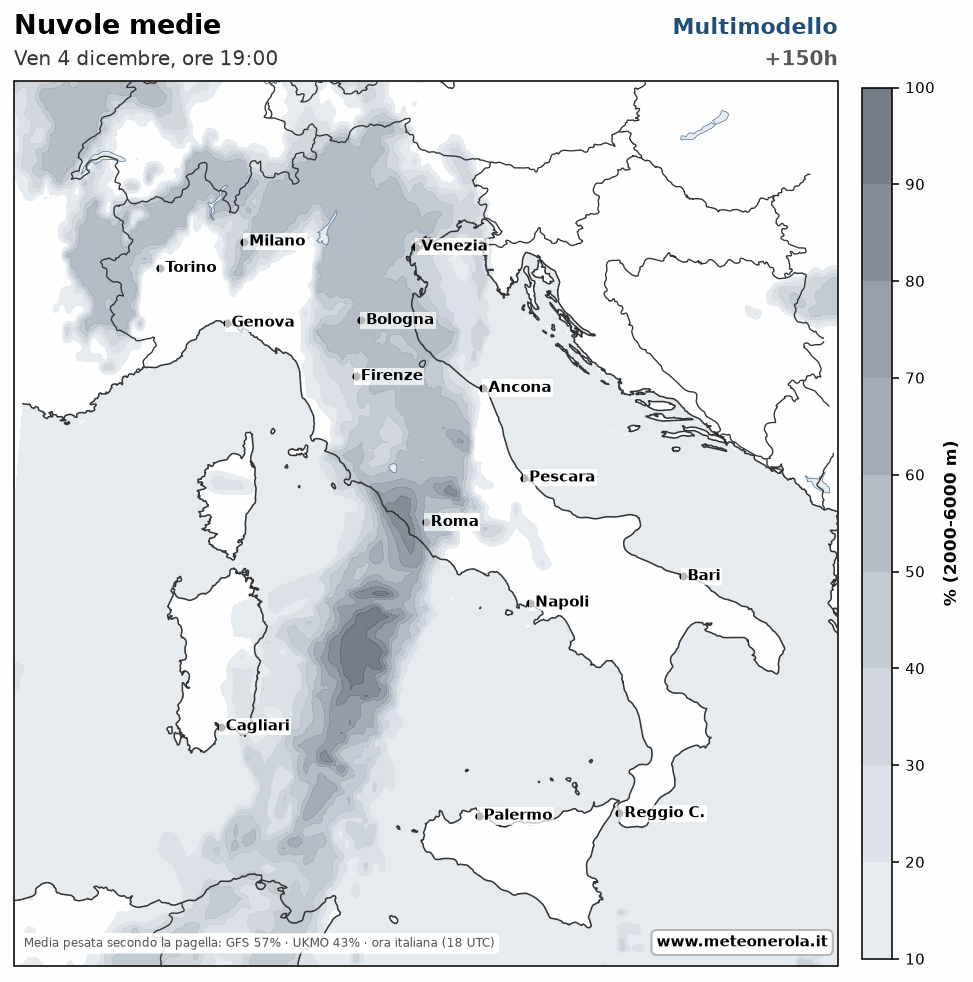 Nuvole medie
Multimodello
Ven 4 dicembre, ore 19:00
+150h
100
90
80
70
60
50
40
30
20
10
% (2000-6000 m)
Milano
Venezia
Torino
Genova
Bologna
Firenze
Ancona
Pescara
Roma
Bari
Napoli
Cagliari
Palermo
Reggio C.
Media pesata secondo la pagella: GFS 57% · UKMO 43% · ora italiana (18 UTC)
www.meteonerola.it